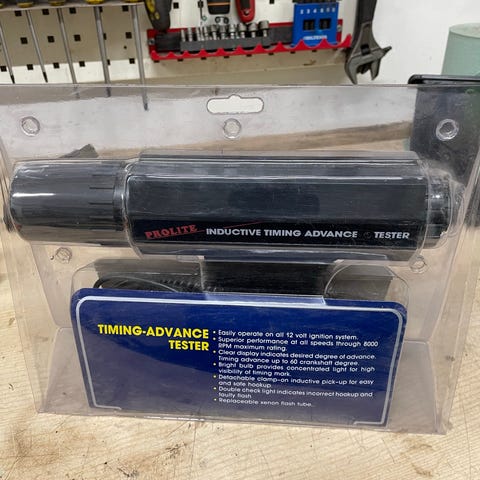 PROLITE INDUCTIVE TIMING ADVANCE TESTER
TIMING-ADVANCE
TESTER
• Easily operate on all 12 volt ignition system.
• Superior performance at all speeds through 8000
RPM maximum rating.
• Clear display indicates desired degree of advance.
Timing advance up to 60 crankshaft degree.
• Bright bulb provides concentrated light for high
visibility of timing mark.
• Detachable clamp-on inductive pick-up for easy
and safe hookup.
• Double check light indicates incorrect hookup and
faulty flash
• Replaceable xenon flash tube.